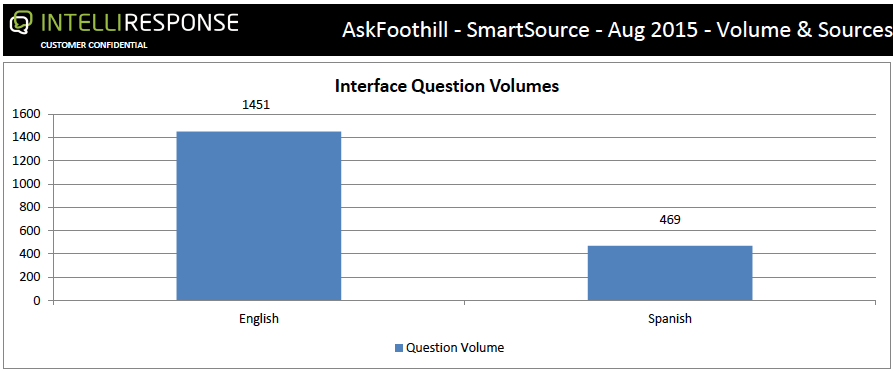 INTELLIRESPONSE
CUSTOMER CONFIDENTIAL
AskFoothill - SmartSource - Aug 2015 - Volume & Sources
Interface Question Volumes
1451
1600
1400
1200
1000
800
600
400
200
0
469
English
Spanish
Question Volume